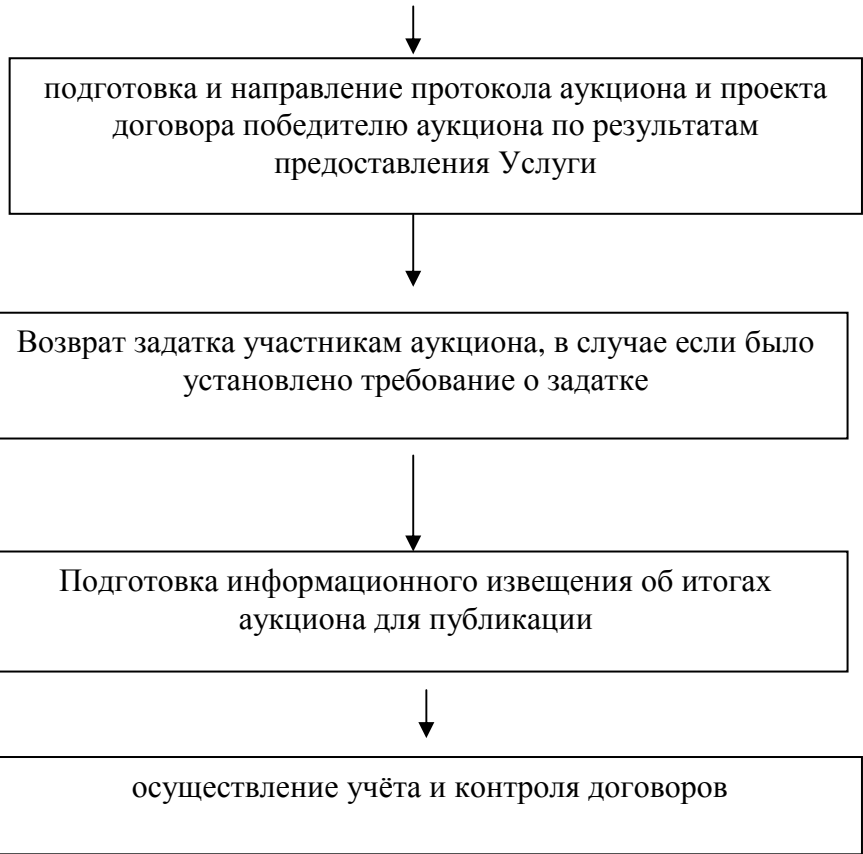 подготовка и направление протокола аукциона и проекта
договора победителю аукциона по результатам
предоставления Услуги
Возврат задатка участникам аукциона, в случае если было
установлено требование о задатке
Подготовка информационного извещения об итогах
аукциона для публикации
осуществление учёта и контроля договоров